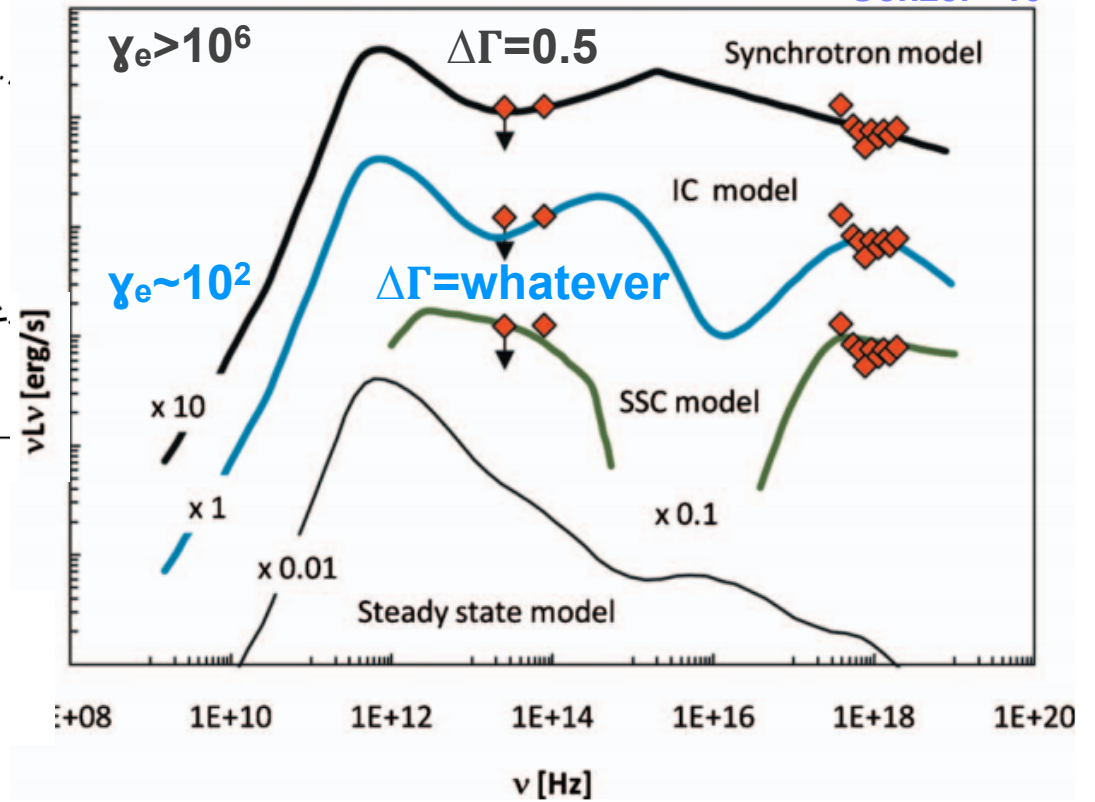 ɣₑ>10⁶
ΔΓ=0.5
Synchrotron model
IC model
ɣₑ~10²
ΔΓ=whatever
νLν [erg/s]
SSC model
x 10
x 1
x 0.1
x 0.01
Steady state model
E+08 1E+10 1E+12 1E+14 1E+16 1E+18 1E+20
ν [Hz]